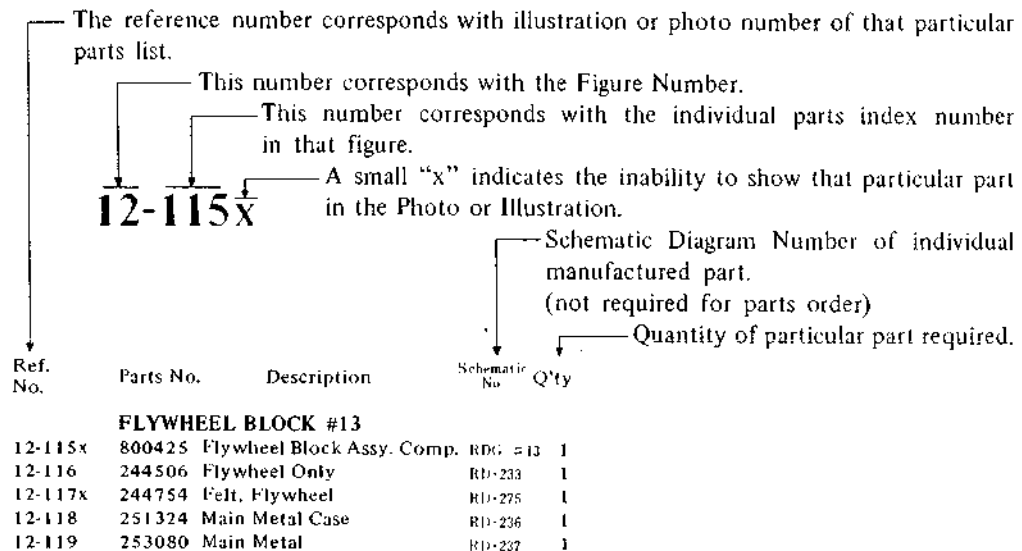 The reference number corresponds with illustration or photo number of that particular
parts list.
This number corresponds with the Figure Number.
This number corresponds with the individual parts index number
in that figure.
A small “x” indicates the inability to show that particular part
in the Photo or Illustration.
12-115x
Schematic Diagram Number of individual
manufactured part.
(not required for parts order)
Quantity of particular part required.
Ref. No. Parts No. Description Schematic No. Q'ty
FLYWHEEL BLOCK #13
12-115x 800425 Flywheel Block Assy. Comp. RDG #13 1
12-116 244506 Flywheel Only RD-233 1
12-117x 244754 Felt, Flywheel RD-275 1
12-118 251324 Main Metal Case RD-236 1
12-119 253080 Main Metal RD-237 1